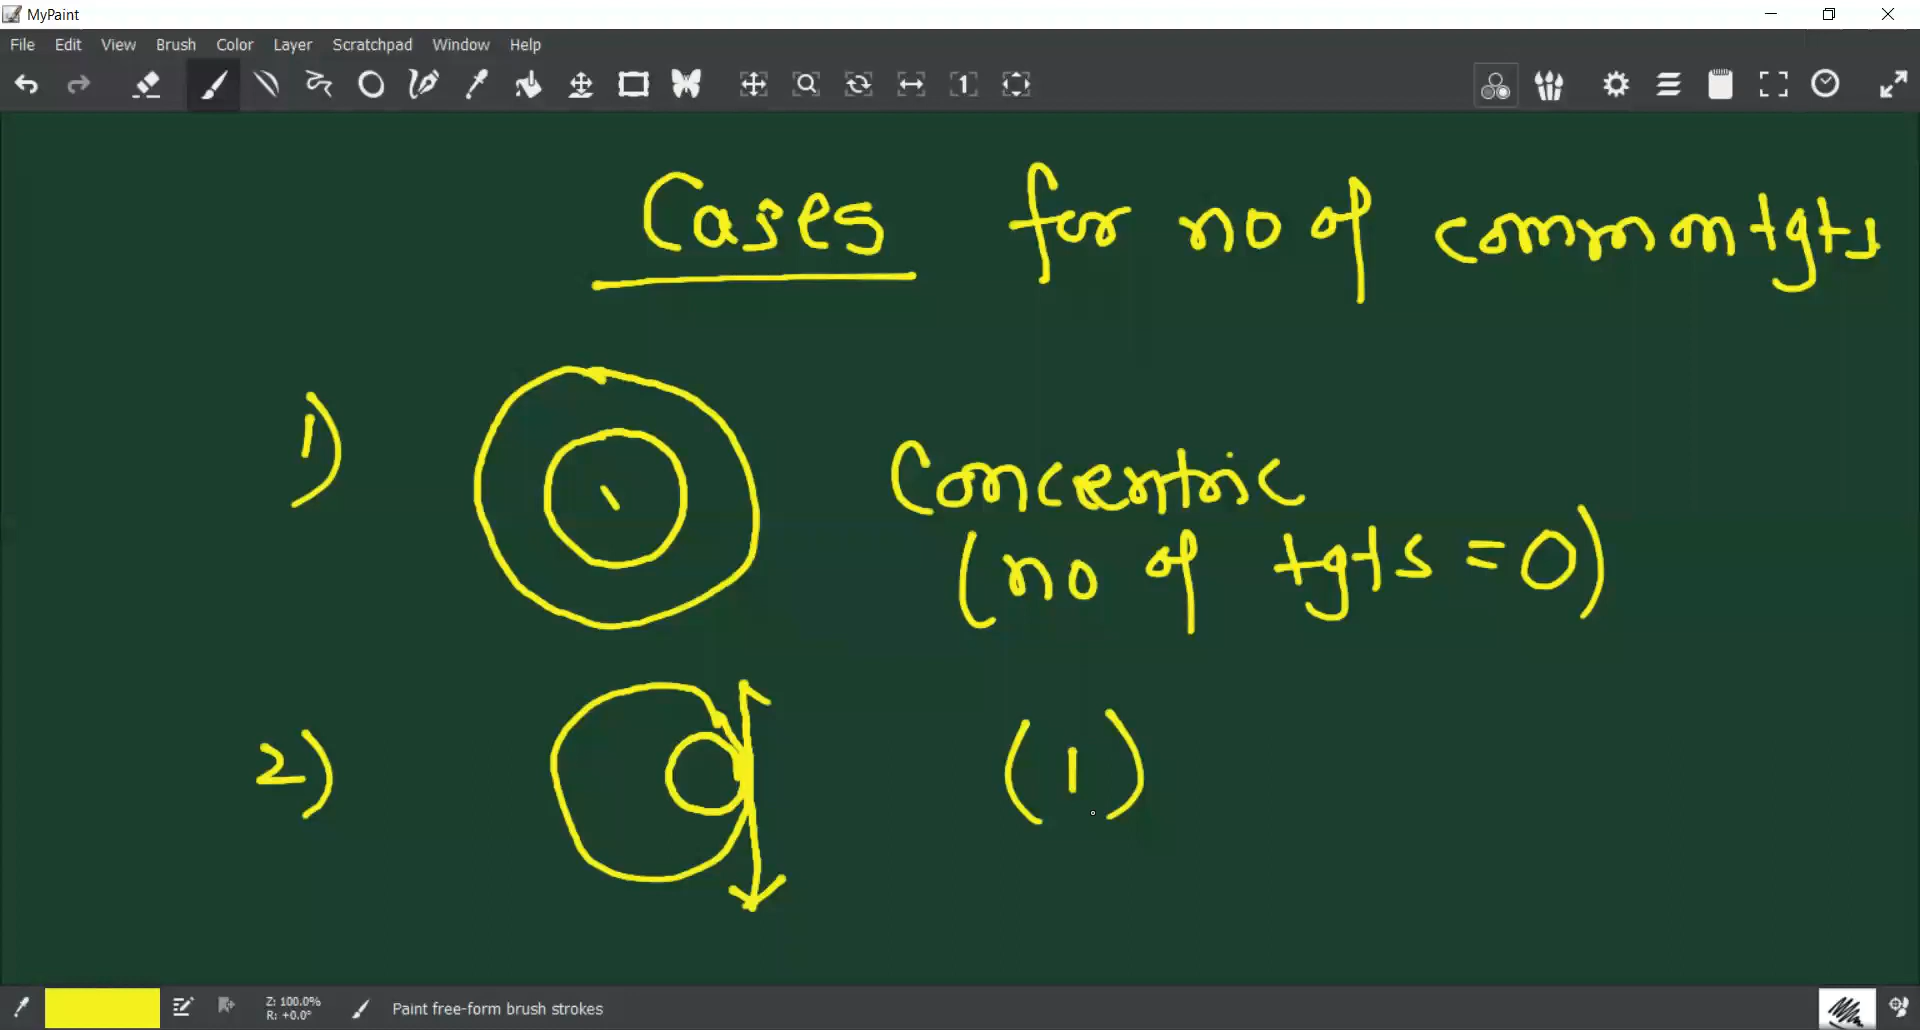 MyPaint
File Edit View Brush Color Layer Scratchpad Window Help
Cases for no of common tgts
1)
Concentric
(no of tgts = 0)
2)
(1)
Z: 100.0%
R: +0.0°
Paint free-form brush strokes